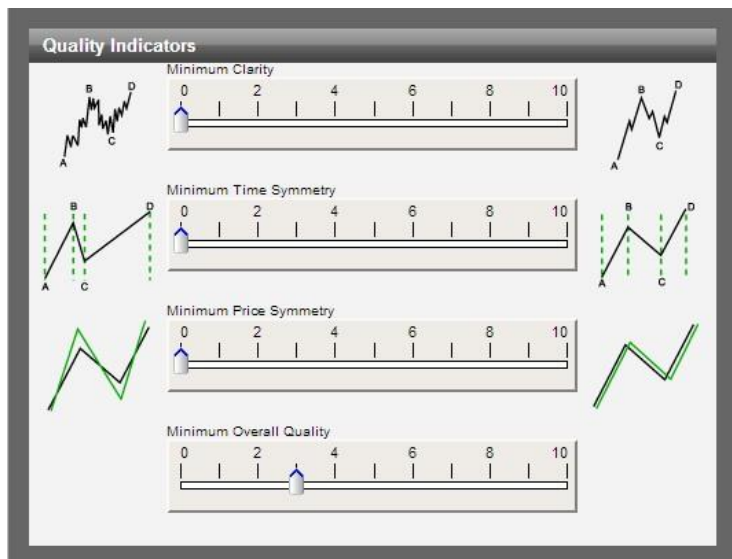 Quality Indicators
Minimum Clarity
0 2 4 6 8 10
A B C D
A B C D
Minimum Time Symmetry
0 2 4 6 8 10
A B C D
A B C D
Minimum Price Symmetry
0 2 4 6 8 10
Minimum Overall Quality
0 2 4 6 8 10